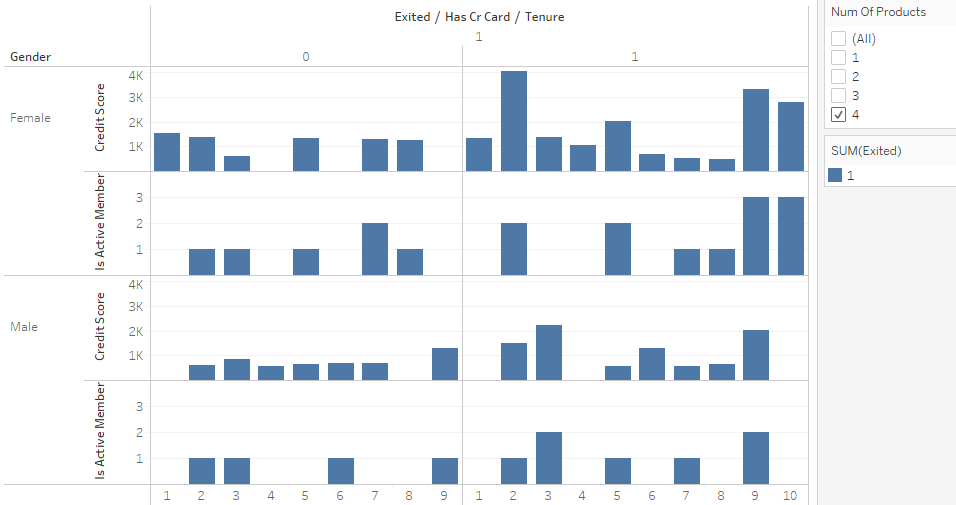 Exited / Has Cr Card / Tenure
1
Gender
0
1
Female
Credit Score
4K
3K
2K
1K
Is Active Member
3
2
1
Male
Credit Score
4K
3K
2K
1K
Is Active Member
3
2
1
1 2 3 4 5 6 7 8 9 1 2 3 4 5 6 7 8 9 10
Num Of Products
(All)
1
2
3
4
SUM(Exited)
1